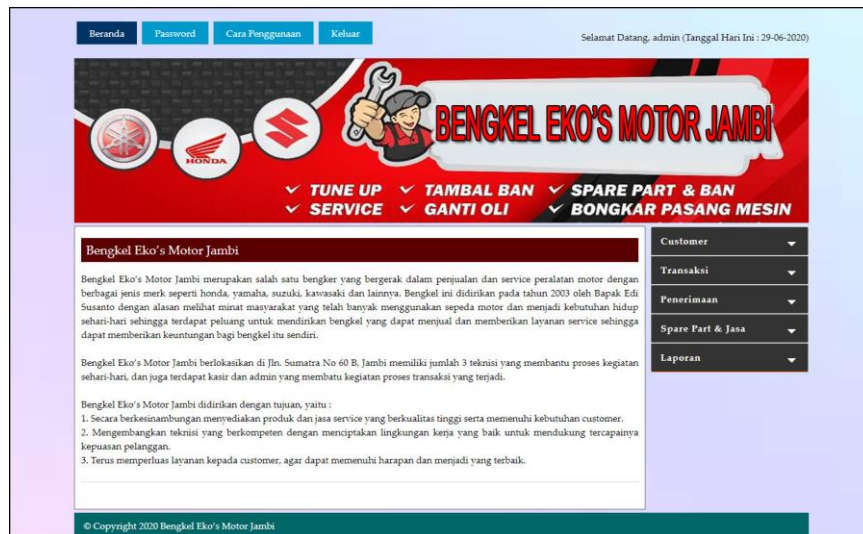 Beranda Password Cara Penggunaan Keluar
Selamat Datang, admin (Tanggal Hari Ini : 29-06-2020)
HONDA
BENGKEL EKO'S MOTOR JAMBI
TUNE UP TAMBAL BAN SPARE PART & BAN
SERVICE GANTI OLI BONGKAR PASANG MESIN
Bengkel Eko's Motor Jambi
Bengkel Eko's Motor Jambi merupakan salah satu bengker yang bergerak dalam penjualan dan service peralatan motor dengan
berbagai jenis merk seperti honda, yamaha, suzuki, kawasaki dan lainnya. Bengkel ini didirikan pada tahun 2003 oleh Bapak Edi
Susanto dengan alasan melihat minat masyarakat yang telah banyak menggunakan sepeda motor dan menjadi kebutuhan hidup
sehari-hari sehingga terdapat peluang untuk mendirikan bengkel yang dapat menjual dan memberikan layanan service sehingga
dapat memberikan keuntungan bagi bengkel itu sendiri.
Bengkel Eko's Motor Jambi berlokasikan di Jln. Sumatra No 60 B, Jambi memiliki jumlah 3 teknisi yang membantu proses kegiatan
sehari-hari, dan juga terdapat kasir dan admin yang membatu kegiatan proses transaksi yang terjadi.
Bengkel Eko's Motor Jambi didirikan dengan tujuan, yaitu :
1. Secara berkesinambungan menyediakan produk dan jasa service yang berkualitas tinggi serta memenuhi kebutuhan customer.
2. Mengembangkan teknisi yang berkompeten dengan menciptakan lingkungan kerja yang baik untuk mendukung tercapainya
kepuasan pelanggan.
3. Terus memperluas layanan kepada customer, agar dapat memenuhi harapan dan menjadi yang terbaik.
Customer
Transaksi
Penerimaan
Spare Part & Jasa
Laporan
© Copyright 2020 Bengkel Eko's Motor Jambi